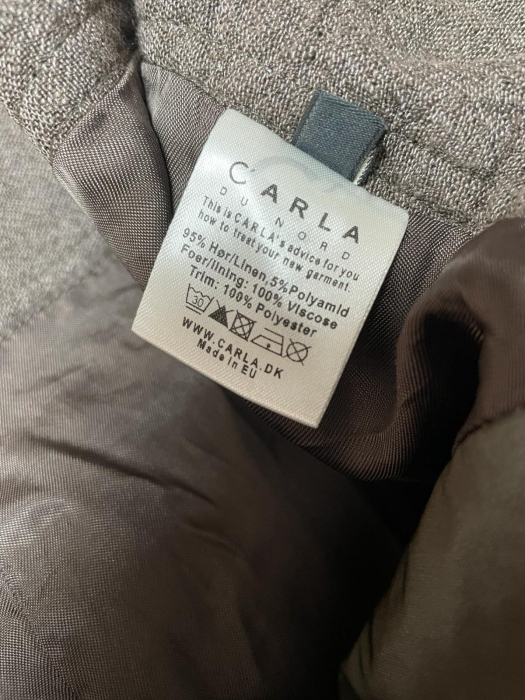 C'ARLA
DU NORD
This is CARLA's advice for you
how to treat your new garment.
95% Hør/Linen,5% Polyamid
Foer/lining: 100% Viscose
Trim: 100% Polyester
30
WWW.CARLA.DK
Made in EU